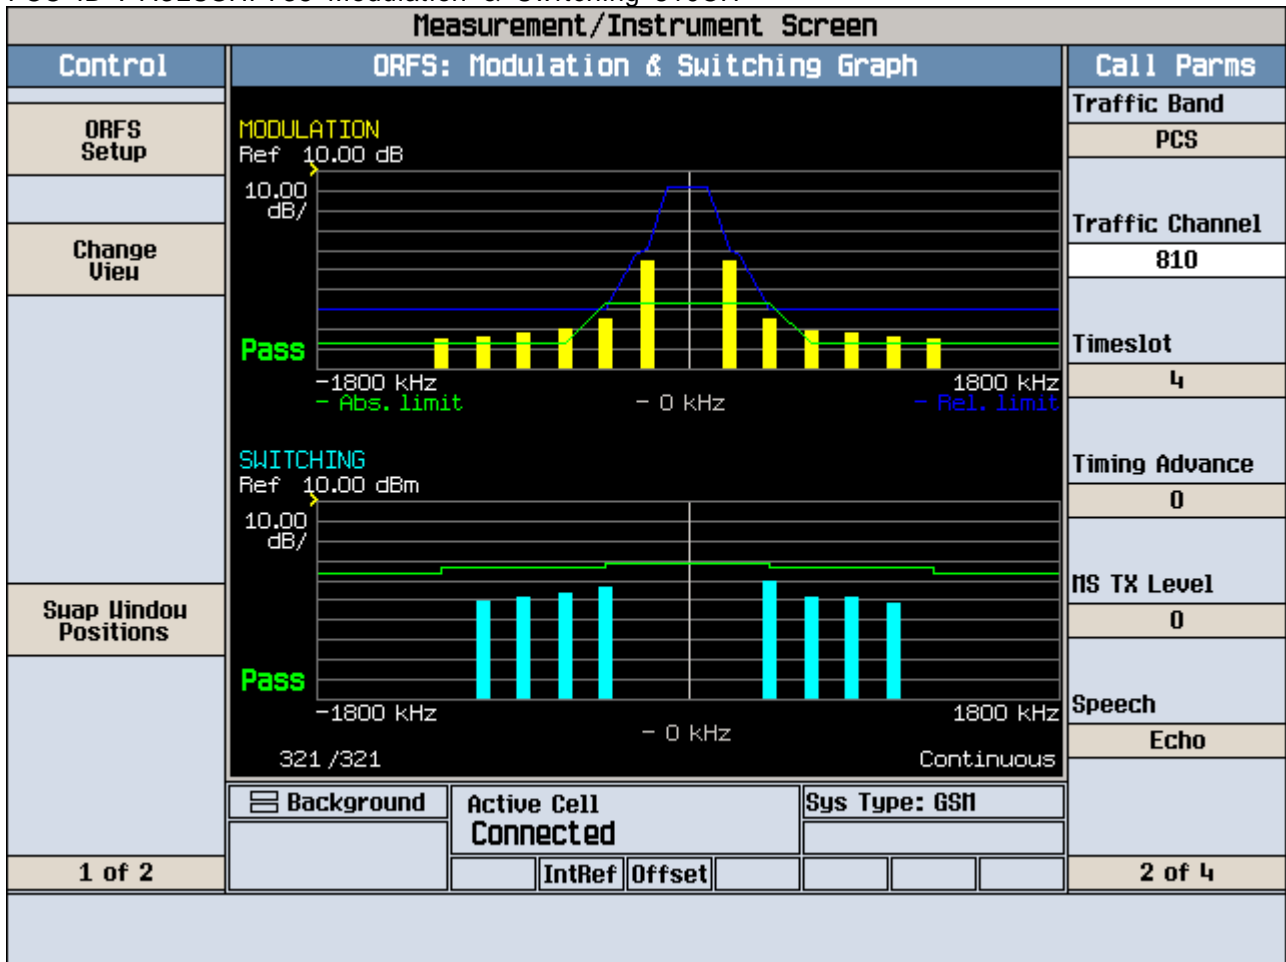 Measurement/Instrument Screen
Control
ORFS: Modulation & Switching Graph
Call Parms
ORFS
Setup
Change
View
Swap Window
Positions
1 of 2
MODULATION
Ref 10.00 dB
10.00
dB/
Pass
-1800 kHz
1800 kHz
- Abs. limit
- 0 kHz
- Rel. limit
SWITCHING
Ref 10.00 dBm
10.00
dB/
Pass
-1800 kHz
1800 kHz
- 0 kHz
321 /321
Continuous
Background
Active Cell
Connected
Sys Type: GSM
IntRef
Offset
Traffic Band
PCS
Traffic Channel
810
Timeslot
4
Timing Advance
0
MS TX Level
0
Speech
Echo
2 of 4